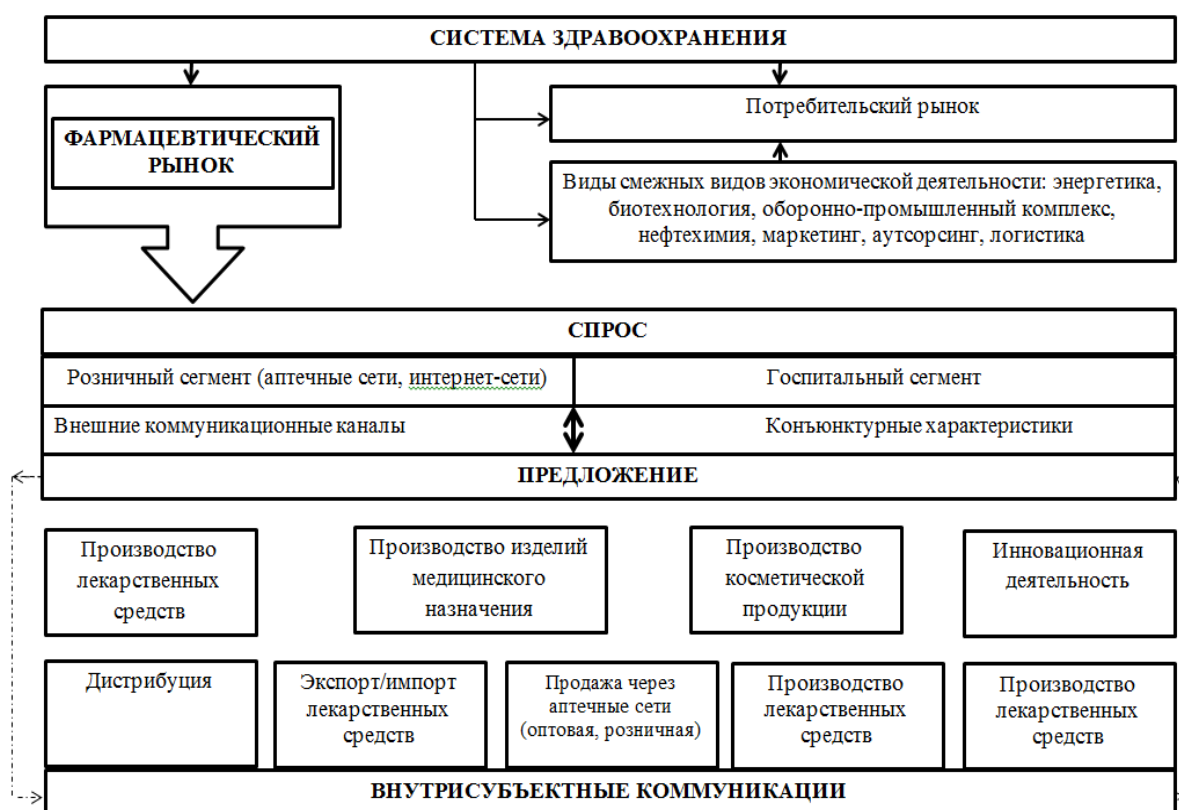 СИСТЕМА ЗДРАВООХРАНЕНИЯ
ФАРМАЦЕВТИЧЕСКИЙ
РЫНОК
Потребительский рынок
Виды смежных видов экономической деятельности: энергетика,
биотехнология, оборонно-промышленный комплекс,
нефтехимия, маркетинг, аутсорсинг, логистика
СПРОС
Розничный сегмент (аптечные сети, интернет-сети)
Госпитальный сегмент
Внешние коммуникационные каналы
Конъюнктурные характеристики
ПРЕДЛОЖЕНИЕ
Производство
лекарственных
средств
Производство изделий
медицинского
назначения
Производство
косметической
продукции
Инновационная
деятельность
Дистрибуция
Экспорт/импорт
лекарственных
средств
Продажа через
аптечные сети
(оптовая, розничная)
Производство
лекарственных
средств
Производство
лекарственных
средств
ВНУТРИСУБЪЕКТНЫЕ КОММУНИКАЦИИ